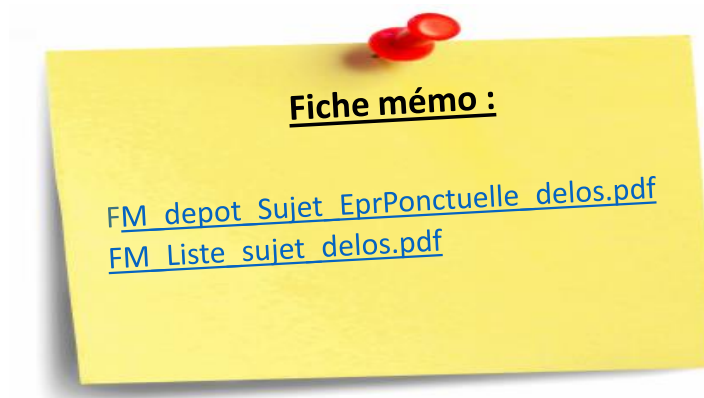 Fiche mémo :
FM_depot_Sujet_EprPonctuelle_delos.pdf
FM_Liste_sujet_delos.pdf